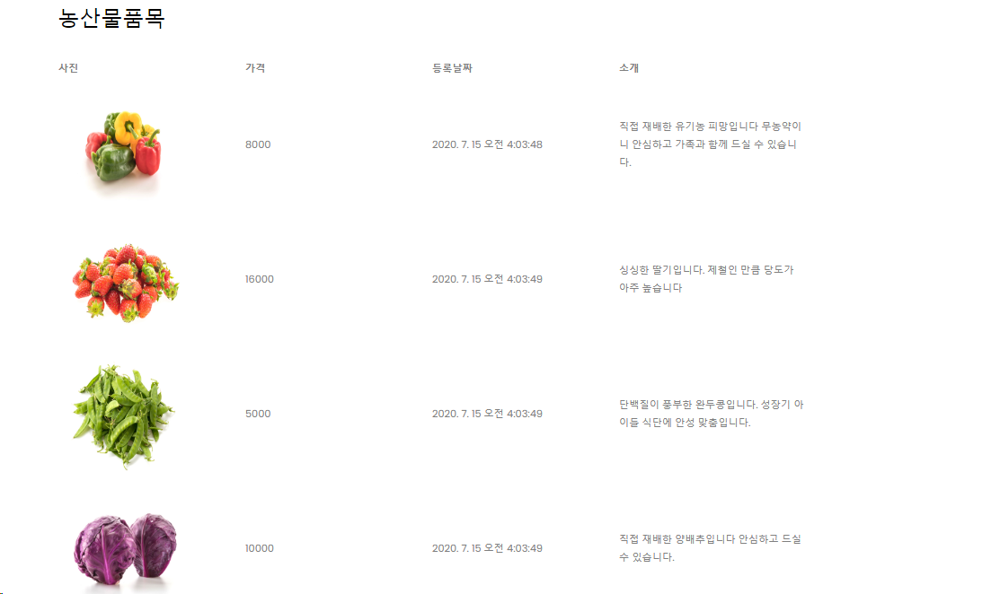 농산물품목
사진 가격 등록날짜 소개
8000 2020. 7. 15 오전 4:03:48
직접 재배한 유기농 피망입니다 무농약이
니 안심하고 가족과 함께 드실 수 있습니
다.
16000 2020. 7. 15 오전 4:03:49
싱싱한 딸기입니다. 제철인 만큼 당도가
아주 높습니다
5000 2020. 7. 15 오전 4:03:49
단백질이 풍부한 완두콩입니다. 성장기 아
이들 식단에 안성 맞춤입니다.
10000 2020. 7. 15 오전 4:03:49
직접 재배한 양배추입니다 안심하고 드실
수 있습니다.